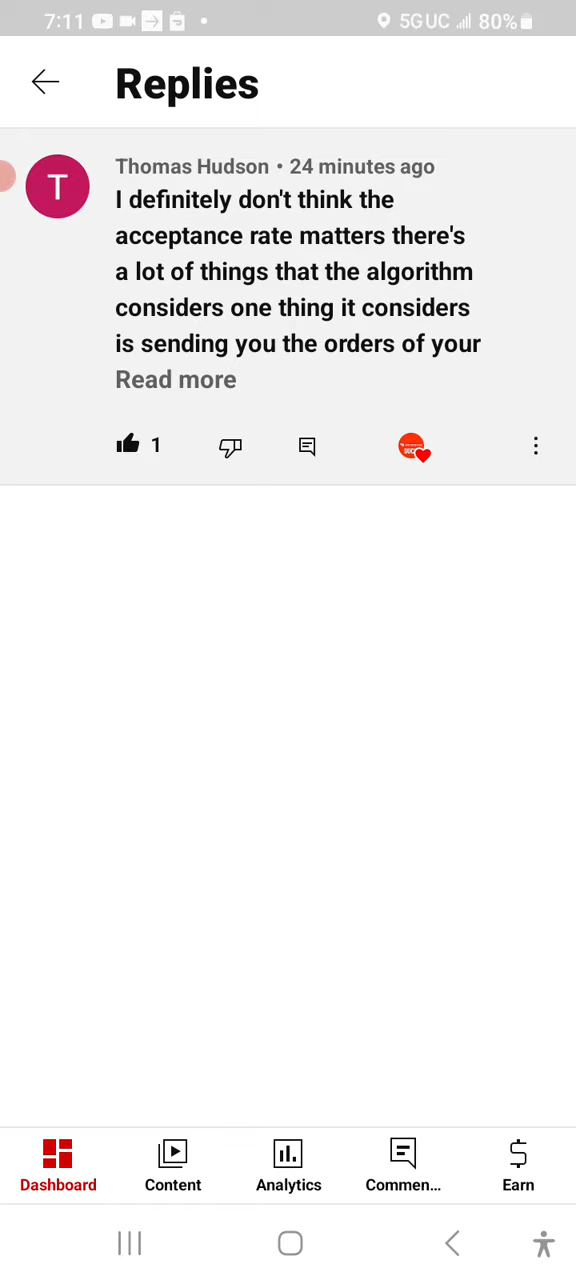 7:11 5G UC 80%
Replies
T
Thomas Hudson • 24 minutes ago
I definitely don't think the
acceptance rate matters there's
a lot of things that the algorithm
considers one thing it considers
is sending you the orders of your
Read more
1
Dashboard Content Analytics Commen... Earn